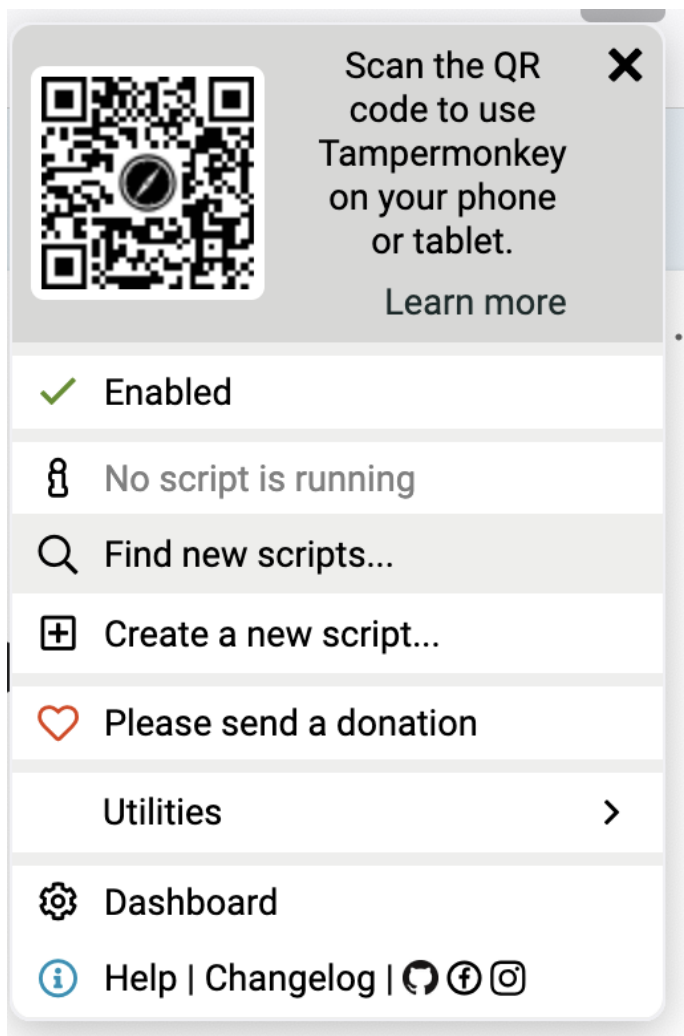 Scan the QR
code to use
Tampermonkey
on your phone
or tablet.
Learn more
Enabled
No script is running
Find new scripts...
Create a new script...
Please send a donation
Utilities
Dashboard
Help | Changelog |